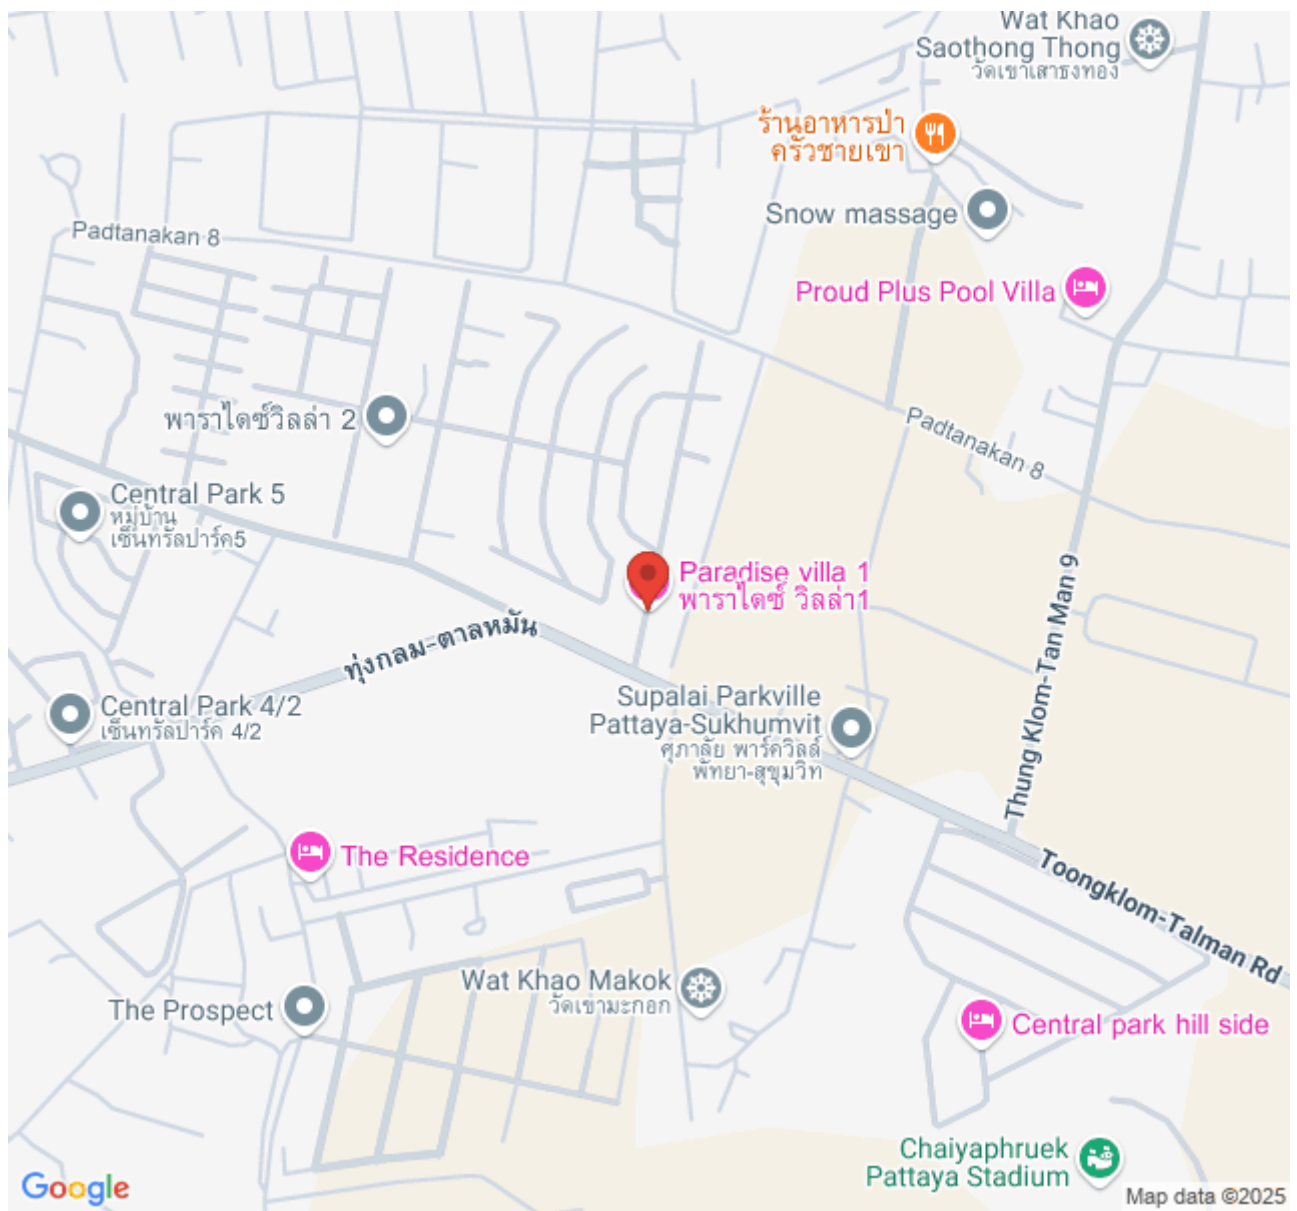 Wat Khao
Saothong Thong
วัดเขาเสาธงทอง
ร้านอาหารป่า
ครัวชายเขา
Snow massage
Padtanakan 8
Proud Plus Pool Villa
พาราไดซ์วิลล่า 2
Padtanakan 8
Central Park 5
หมู่บ้าน
เซ็นทรัลปาร์ค5
Paradise villa 1
พาราไดซ์ วิลล่า1
Thung Klom-Tan Man 9
ทุ่งกลม-ตาลหมัน
Central Park 4/2
เซ็นทรัลปาร์ค 4/2
Supalai Parkville
Pattaya-Sukhumvit
ศุภาลัย พาร์ควิลล์
พัทยา-สุขุมวิท
The Residence
Toongklom-Talman Rd
Wat Khao Makok
วัดเขามะกอก
The Prospect
Central park hill side
Chaiyaphruek
Pattaya Stadium
Google
Map data ©2025